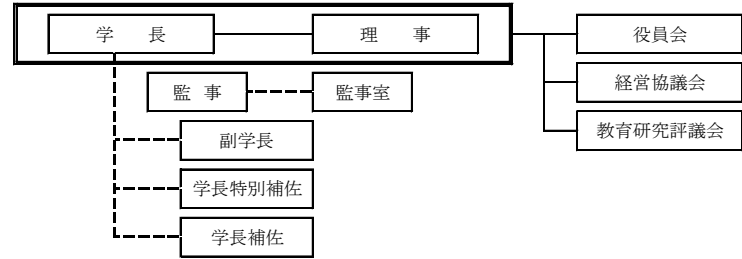 学　長
理　事
役員会
監　事
監事室
経営協議会
副学長
教育研究評議会
学長特別補佐
学長補佐